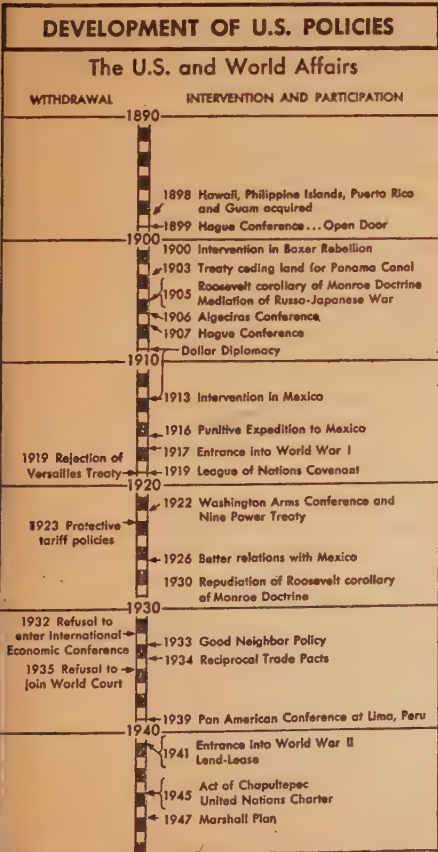 DEVELOPMENT OF U.S. POLICIES
The U.S. and World Affairs
WITHDRAWAL
INTERVENTION AND PARTICIPATION
1890
1898 Hawaii, Philippine Islands, Puerto Rico
and Guam acquired
1899 Hague Conference...Open Door
1900
1900 Intervention in Boxer Rebellion
1903 Treaty ceding land for Panama Canal
1905 Roosevelt corollary of Monroe Doctrine
Mediation of Russo-Japanese War
1906 Algeciras Conference
1907 Hague Conference
Dollar Diplomacy
1910
1913 Intervention in Mexico
1916 Punitive Expedition to Mexico
1917 Entrance into World War I
1919 Rejection of
Versailles Treaty
1919 League of Nations Covenant
1920
1922 Washington Arms Conference and
Nine Power Treaty
1923 Protective
tariff policies
1926 Better relations with Mexico
1930 Repudiation of Roosevelt corollary
of Monroe Doctrine
1930
1932 Refusal to
enter International
Economic Conference
1933 Good Neighbor Policy
1934 Reciprocal Trade Pacts
1935 Refusal to
join World Court
1939 Pan American Conference at Lima, Peru
1940
1941 Entrance into World War II
Lend-Lease
1945 Act of Chapultepec
United Nations Charter
1947 Marshall Plan